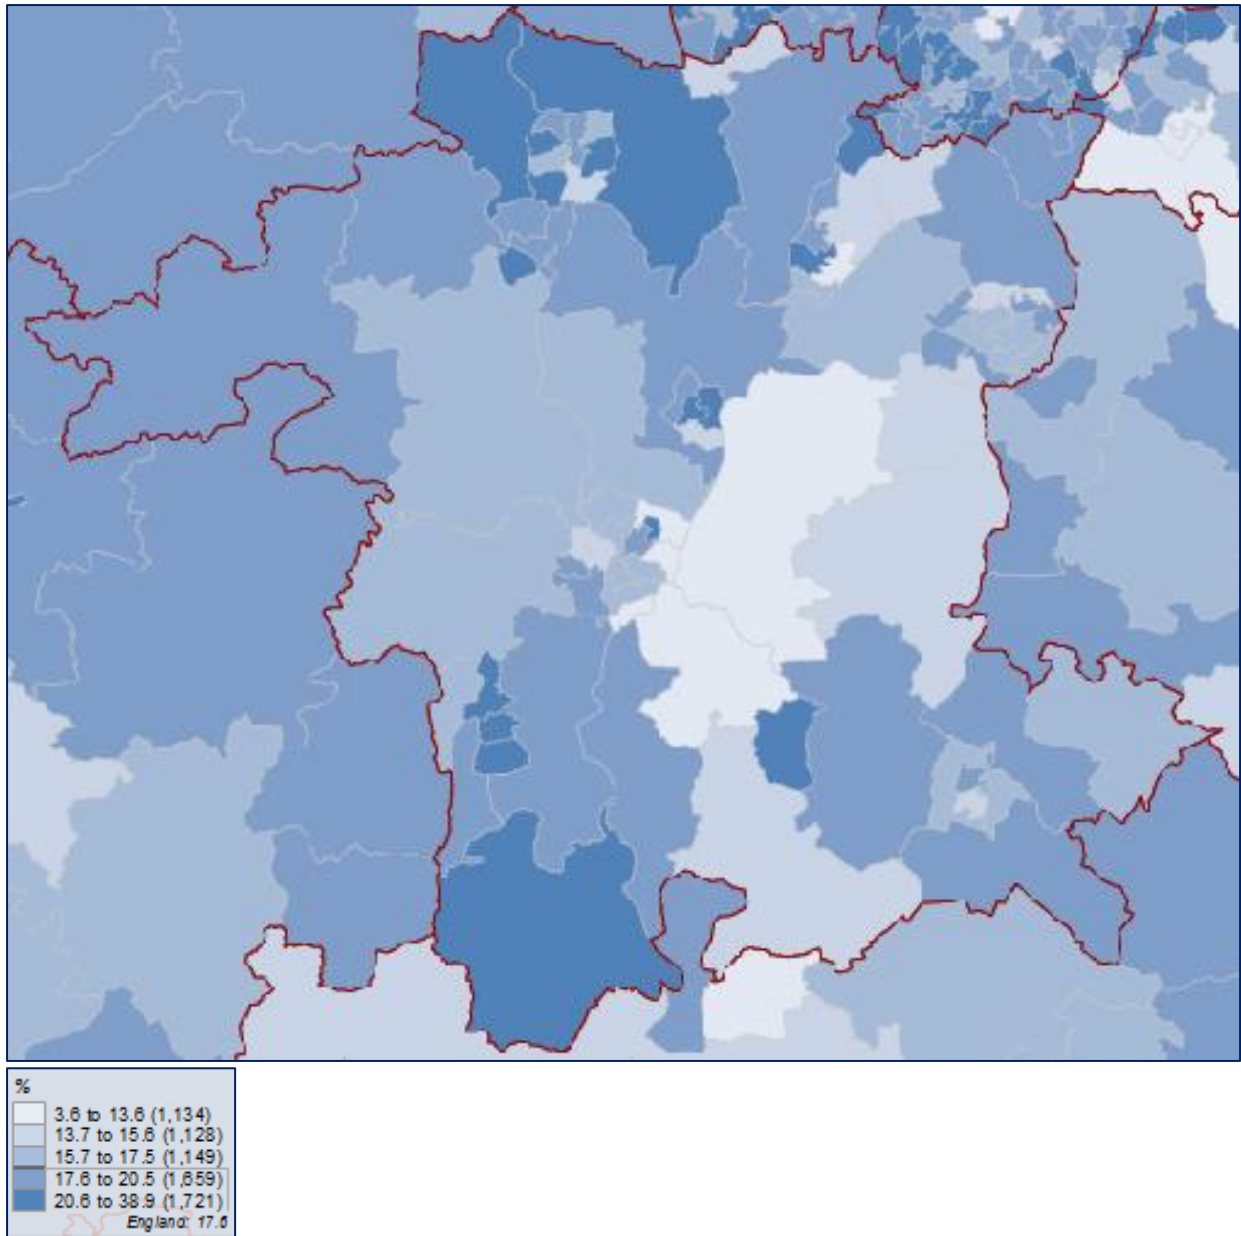 %
3.6 to 13.6 (1,134)
13.7 to 15.6 (1,128)
15.7 to 17.5 (1,149)
17.6 to 20.5 (1,659)
20.6 to 38.9 (1,721)
England: 17.6